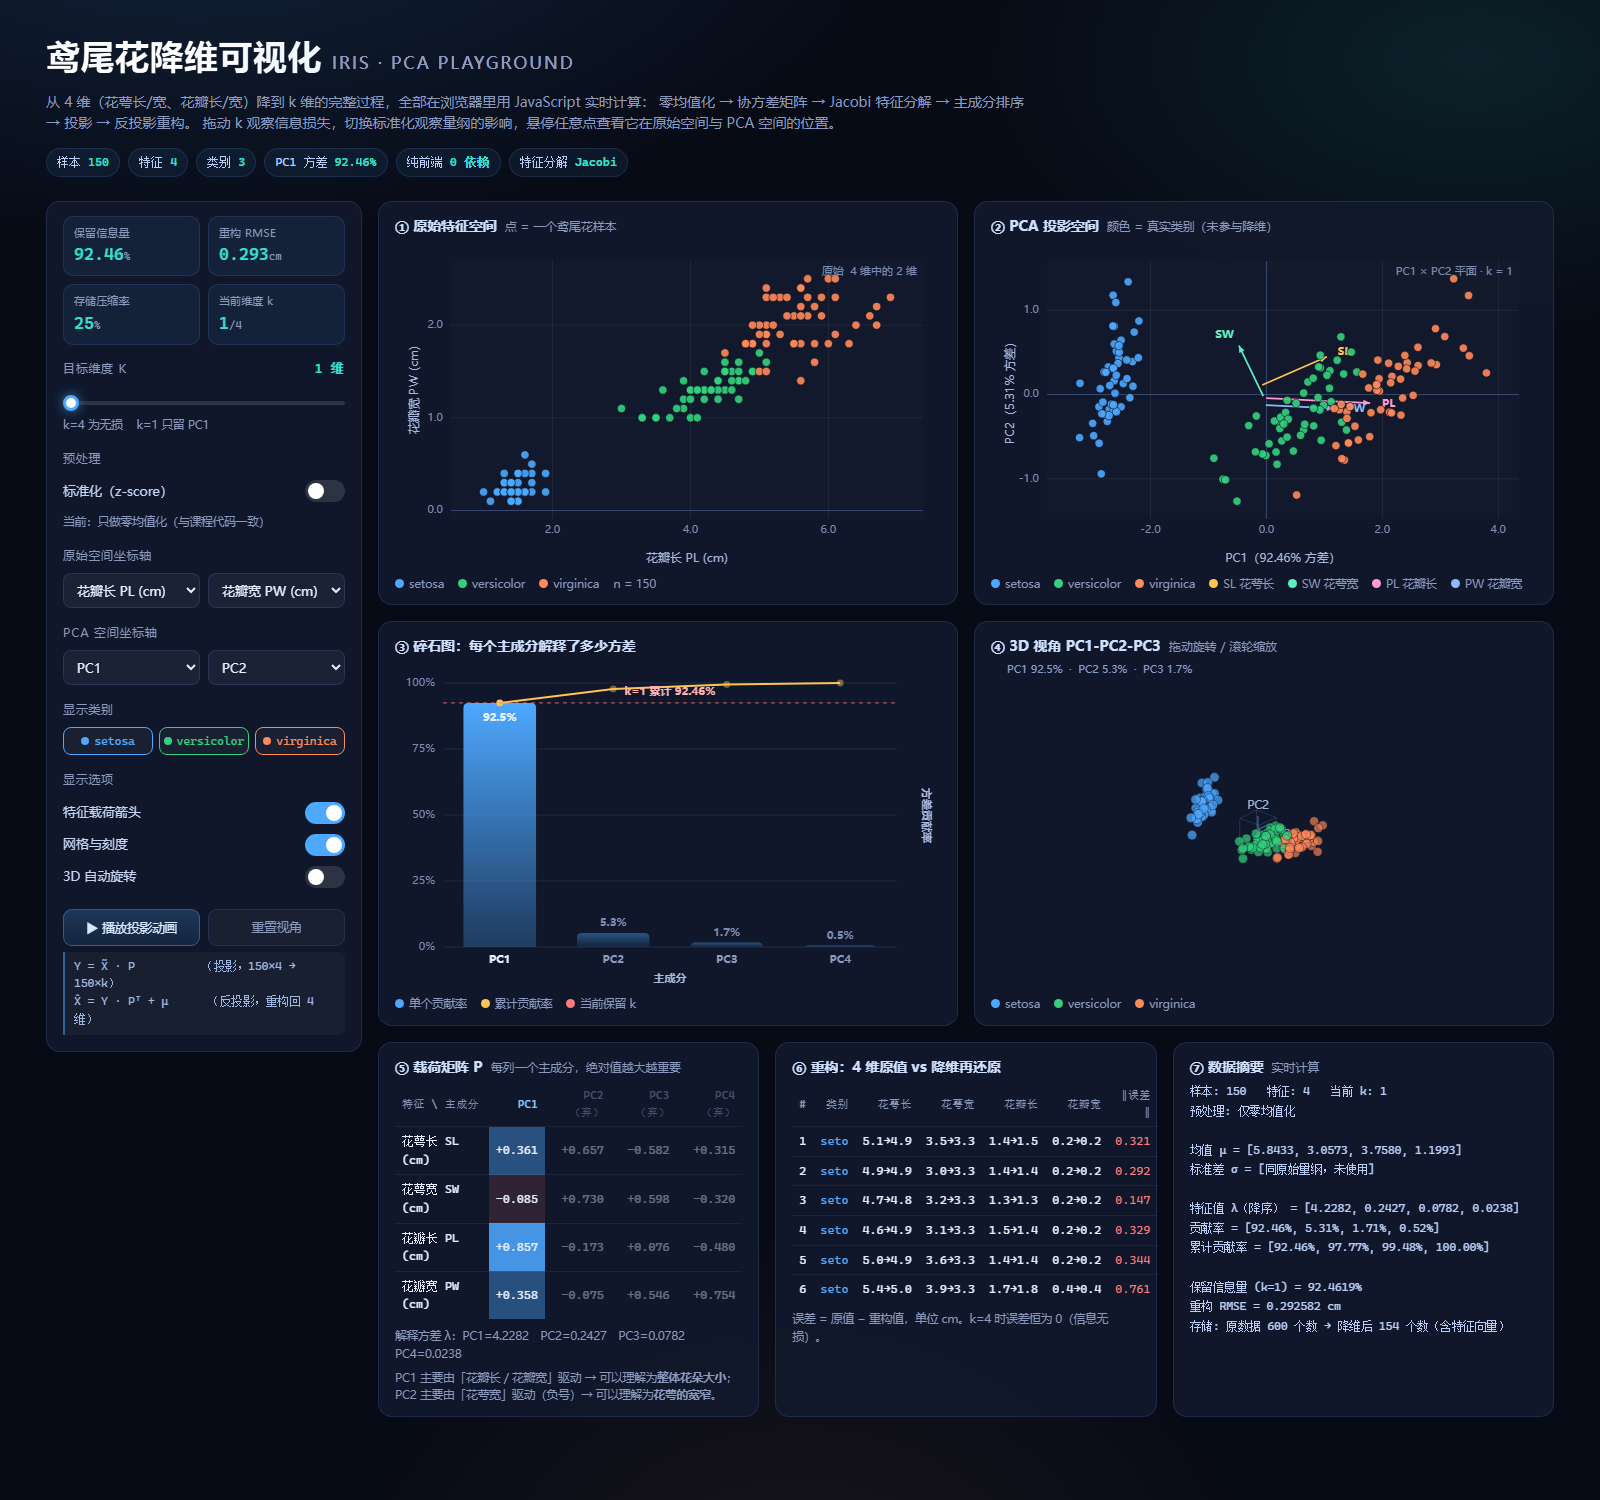 鸢尾花降维可视化 IRIS · PCA PLAYGROUND
从 4 维（花萼长/宽、花瓣长/宽）降到 k 维的完整过程，全部在浏览器里用 JavaScript 实时计算： 零均值化 → 协方差矩阵 → Jacobi 特征分解 → 主成分排序
→ 投影 → 反投影重构。 拖动 k 观察信息损失，切换标准化观察量纲的影响，悬停任意点查看它在原始空间与 PCA 空间的位置。
样本 150 特征 4 类别 3 PC1 方差 92.46% 纯前端 0 依赖 特征分解 Jacobi
保留信息量
92.46%
重构 RMSE
0.293cm
存储压缩率
25%
当前维度 k
1/4
目标维度 K 1 维
k=4 为无损 k=1 只留 PC1
预处理
标准化（z-score）
当前：只做零均值化（与课程代码一致）
原始空间坐标轴
花瓣长 PL (cm) 花瓣宽 PW (cm)
PCA 空间坐标轴
PC1 PC2
显示类别
setosa versicolor virginica
显示选项
特征载荷箭头
网格与刻度
3D 自动旋转
▶ 播放投影动画 重置视角
Y = X̃ · P （投影，150×4 →
150×k）
X̂ = Y · Pᵀ + μ （反投影，重构回 4
维）
① 原始特征空间 点 = 一个鸢尾花样本
原始 4 维中的 2 维
2.0
1.0
0.0
花瓣宽 PW (cm)
2.0 4.0 6.0
花瓣长 PL (cm)
setosa versicolor virginica n = 150
② PCA 投影空间 颜色 = 真实类别（未参与降维）
PC1 × PC2 平面 · k = 1
1.0
0.0
-1.0
PC2（5.31% 方差）
SW
SL
PL
-2.0 0.0 2.0 4.0
PC1（92.46% 方差）
setosa versicolor virginica SL 花萼长 SW 花萼宽 PL 花瓣长 PW 花瓣宽
③ 碎石图：每个主成分解释了多少方差
100%
75%
50%
25%
0%
k=1 累计 92.46%
92.5%
5.3%
1.7%
0.5%
方差贡献率
PC1 PC2 PC3 PC4
主成分
单个贡献率 累计贡献率 当前保留 k
④ 3D 视角 PC1-PC2-PC3 拖动旋转 / 滚轮缩放
PC1 92.5% · PC2 5.3% · PC3 1.7%
PC2
setosa versicolor virginica
⑤ 载荷矩阵 P 每列一个主成分，绝对值越大越重要
特征 \ 主成分 PC1 PC2（弃） PC3（弃） PC4（弃）
花萼长 SL (cm) +0.361 +0.657 −0.582 +0.315
花萼宽 SW (cm) −0.085 +0.730 +0.598 −0.320
花瓣长 PL (cm) +0.857 −0.173 +0.076 −0.480
花瓣宽 PW (cm) +0.358 −0.075 +0.546 +0.754
解释方差 λ：PC1=4.2282 PC2=0.2427 PC3=0.0782
PC4=0.0238
PC1 主要由「花瓣长 / 花瓣宽」驱动 → 可以理解为整体花朵大小；
PC2 主要由「花萼宽」驱动（负号）→ 可以理解为花萼的宽窄。
⑥ 重构：4 维原值 vs 降维再还原
# 类别 花萼长 花萼宽 花瓣长 花瓣宽 ‖误差‖
1 seto 5.1→4.9 3.5→3.3 1.4→1.5 0.2→0.2 0.321
2 seto 4.9→4.9 3.0→3.3 1.4→1.4 0.2→0.2 0.292
3 seto 4.7→4.8 3.2→3.3 1.3→1.3 0.2→0.2 0.147
4 seto 4.6→4.9 3.1→3.3 1.5→1.4 0.2→0.2 0.329
5 seto 5.0→4.9 3.6→3.3 1.4→1.4 0.2→0.2 0.344
6 seto 5.4→5.0 3.9→3.3 1.7→1.8 0.4→0.4 0.761
误差 = 原值 − 重构值，单位 cm。k=4 时误差恒为 0（信息无
损）。
⑦ 数据摘要 实时计算
样本: 150 特征: 4 当前 k: 1
预处理: 仅零均值化
均值 μ = [5.8433, 3.0573, 3.7580, 1.1993]
标准差 σ = [同原始量纲，未使用]
特征值 λ（降序） = [4.2282, 0.2427, 0.0782, 0.0238]
贡献率 = [92.46%, 5.31%, 1.71%, 0.52%]
累计贡献率 = [92.46%, 97.77%, 99.48%, 100.00%]
保留信息量 (k=1) = 92.4619%
重构 RMSE = 0.292582 cm
存储: 原数据 600 个数 → 降维后 154 个数（含特征向量）